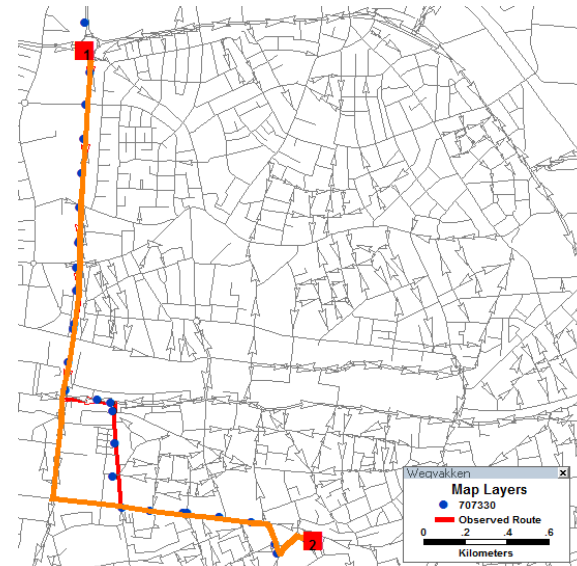 1
2
Wegvakken
Map Layers
707330
Observed Route
0 .2 .4 .6
Kilometers